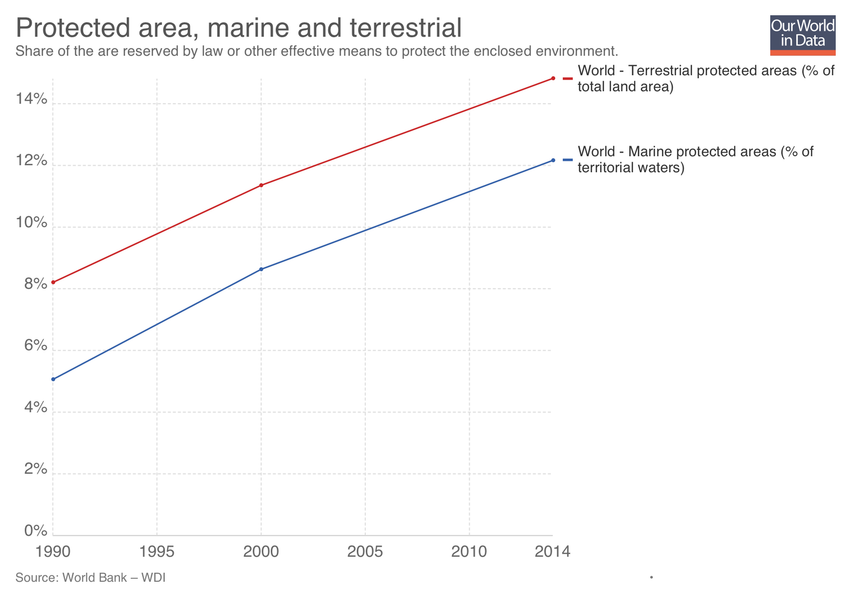 Protected area, marine and terrestrial
Share of the are reserved by law or other effective means to protect the enclosed environment.
Our World
in Data
World - Terrestrial protected areas (% of
total land area)
World - Marine protected areas (% of
territorial waters)
14%
12%
10%
8%
6%
4%
2%
0%
1990 1995 2000 2005 2010 2014
Source: World Bank – WDI